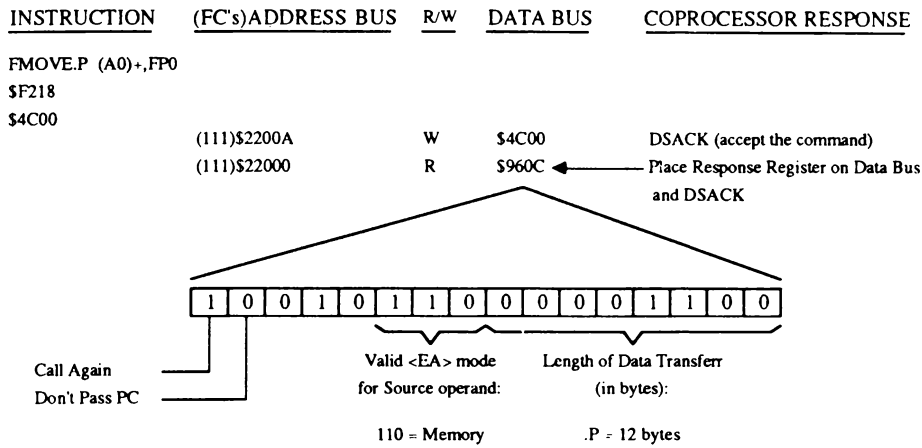 INSTRUCTION (FC's)ADDRESS BUS R/W DATA BUS COPROCESSOR RESPONSE
FMOVE.P (A0)+,FP0
$F218
$4C00
(111)$2200A W $4C00 DSACK (accept the command)
(111)$22000 R $960C Place Response Register on Data Bus
and DSACK
1 0 0 1 0 1 1 0 0 0 0 0 1 1 0 0
Valid <EA> mode Length of Data Transferr
Call Again
for Source operand: (in bytes):
Don't Pass PC
110 = Memory .P = 12 bytes